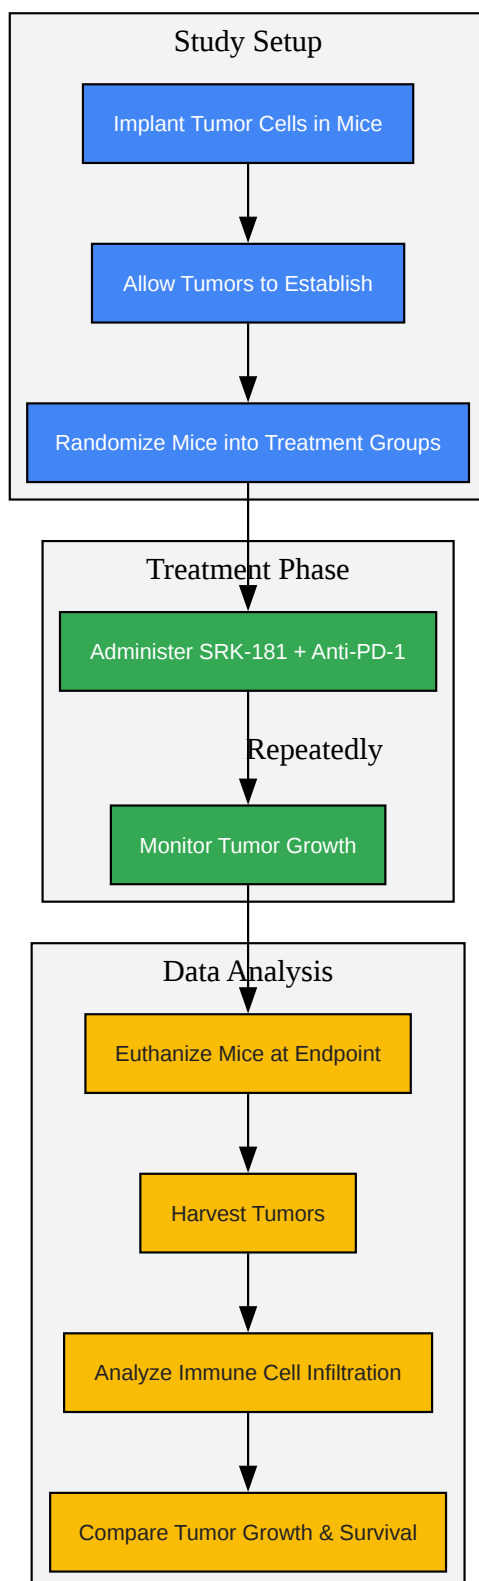 Study Setup
Implant Tumor Cells in Mice
Allow Tumors to Establish
Randomize Mice into Treatment Groups
Treatment Phase
Administer SRK-181 + Anti-PD-1
Repeatedly
Monitor Tumor Growth
Data Analysis
Euthanize Mice at Endpoint
Harvest Tumors
Analyze Immune Cell Infiltration
Compare Tumor Growth & Survival